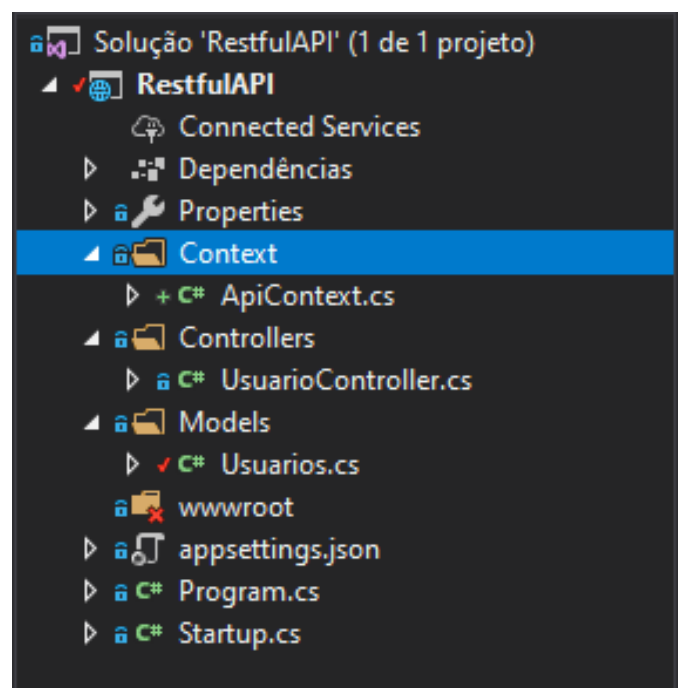 Solução 'RestfulAPI' (1 de 1 projeto)
RestfulAPI
Connected Services
Dependências
Properties
Context
C# ApiContext.cs
Controllers
C# UsuarioController.cs
Models
C# Usuarios.cs
wwwroot
appsettings.json
C# Program.cs
C# Startup.cs